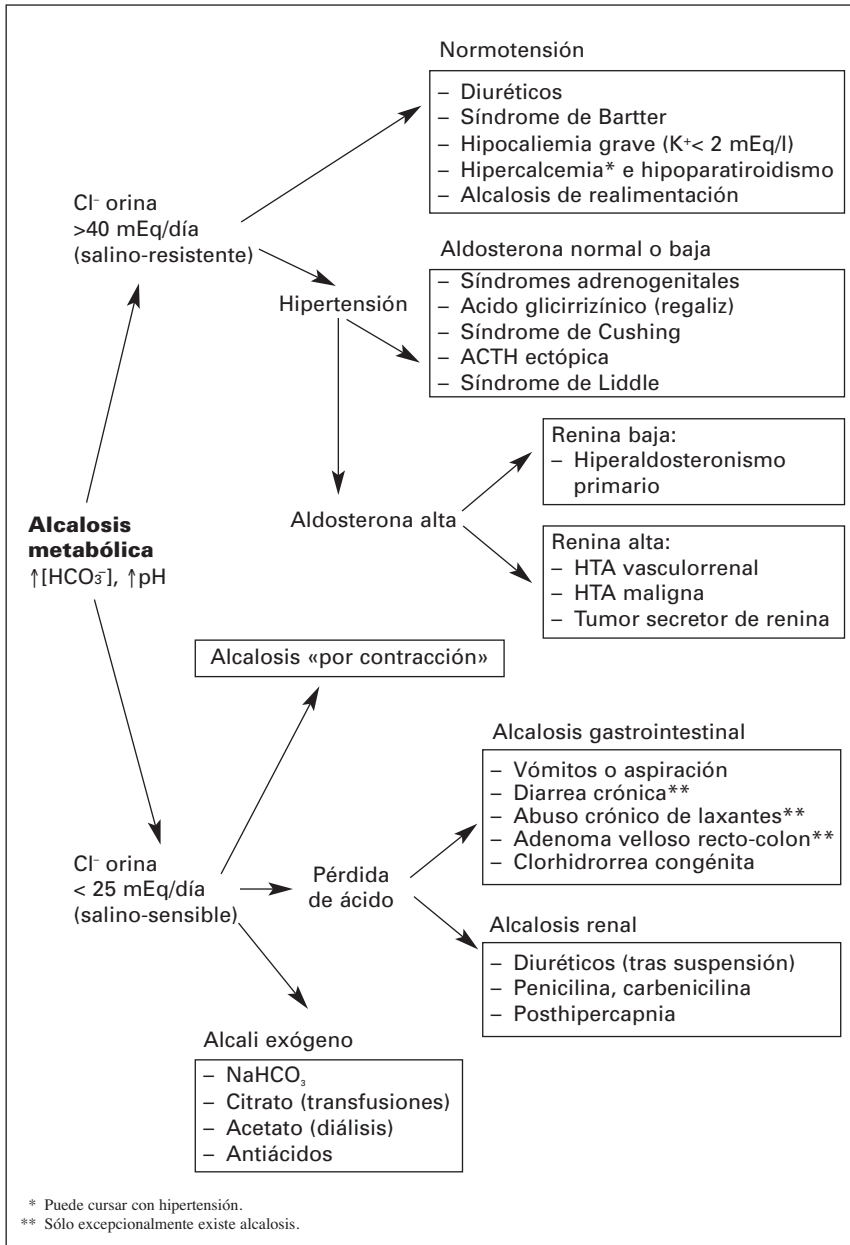 Normotensión
– Diuréticos
– Síndrome de Bartter
– Hipocaliemia grave (K⁺< 2 mEq/l)
– Hipercalcemia* e hipoparatiroidismo
– Alcalosis de realimentación
Cl⁻ orina
>40 mEq/día
(salino-resistente)
Hipertensión
Aldosterona normal o baja
– Síndromes adrenogenitales
– Acido glicirrizínico (regaliz)
– Síndrome de Cushing
– ACTH ectópica
– Síndrome de Liddle
Aldosterona alta
Renina baja:
– Hiperaldosteronismo
primario
Renina alta:
– HTA vasculorrenal
– HTA maligna
– Tumor secretor de renina
Alcalosis
metabólica
↑[HCO₃⁻], ↑pH
Alcalosis «por contracción»
Cl⁻ orina
< 25 mEq/día
(salino-sensible)
Pérdida
de ácido
Alcalosis gastrointestinal
– Vómitos o aspiración
– Diarrea crónica**
– Abuso crónico de laxantes**
– Adenoma velloso recto-colon**
– Clorhidrorrea congénita
Alcalosis renal
– Diuréticos (tras suspensión)
– Penicilina, carbenicilina
– Posthipercapnia
Alcali exógeno
– NaHCO₃
– Citrato (transfusiones)
– Acetato (diálisis)
– Antiácidos
* Puede cursar con hipertensión.
** Sólo excepcionalmente existe alcalosis.